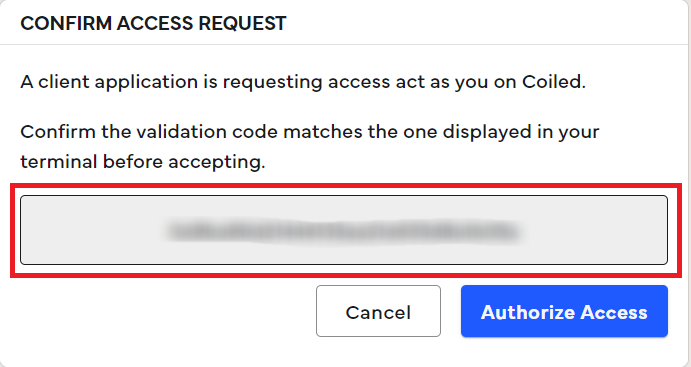 CONFIRM ACCESS REQUEST
A client application is requesting access act as you on Coiled.
Confirm the validation code matches the one displayed in your
terminal before accepting.
Cancel
Authorize Access